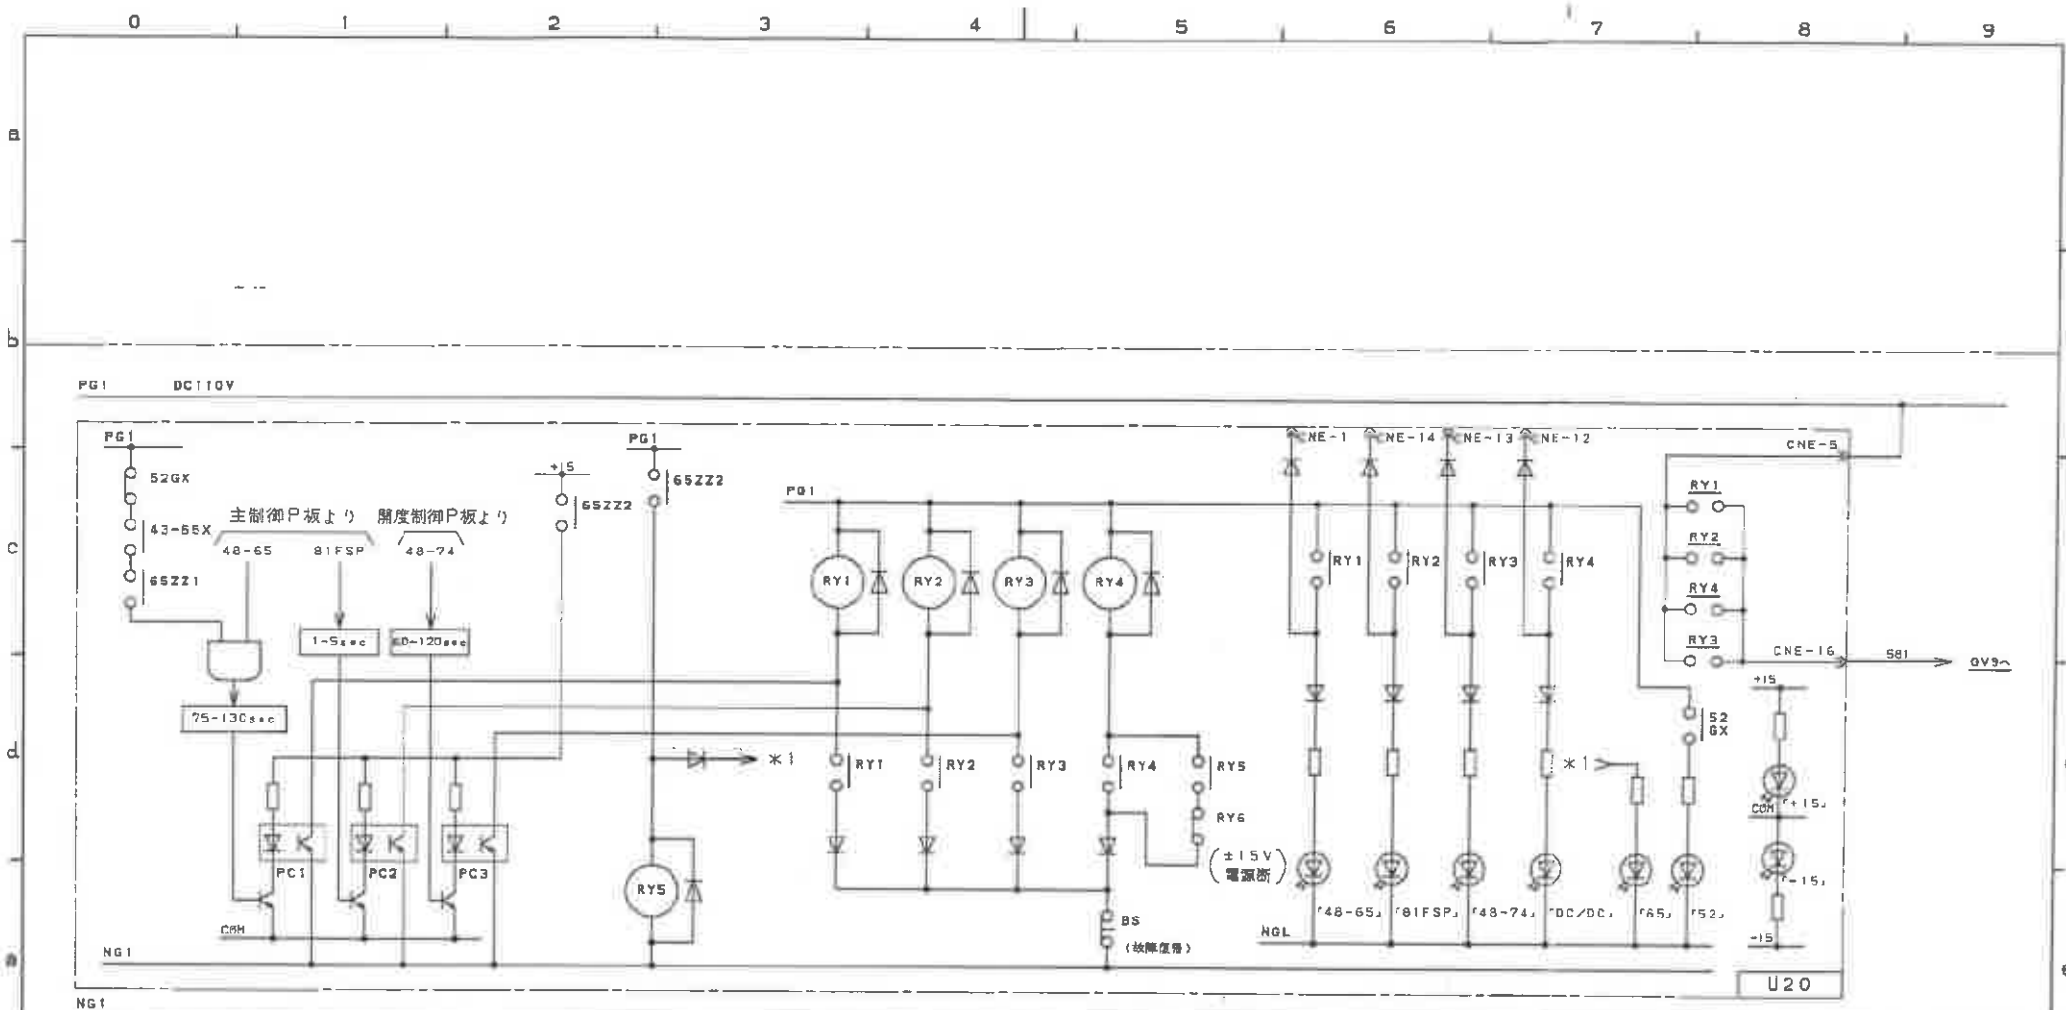 0 1 2 3 4 5 6 7 8 9
a
b
PG1 DC110V
PG1
PG1
CNE-1 CNE-14 CNE-13 CNE-12
CNE-5
52GX
+15
65ZZ2
65ZZ2
PG1
RY1
主制御P板より 開度制御P板より
43-65X
c
48-65 81FSP 48-74
RY1 RY2 RY3 RY4
RY1 RY2 RY3 RY4
RY2
65ZZ1
RY4
1-5sec 60-120sec
RY3
CNE-16 S81
+15
75-130sec
52
GX
d
*1
RY1 RY2 RY3 RY4 RY5
*1
RY6
COM 「+15」
(±15V
電源断)
PC1 PC2 PC3
RY5
「-15」
「48-65」 「81FSP」 「48-74」 「DC/DC」 「65」 「52」
BS
COM
NGL
-15
(故障復帰)
NG1
U20
NG1